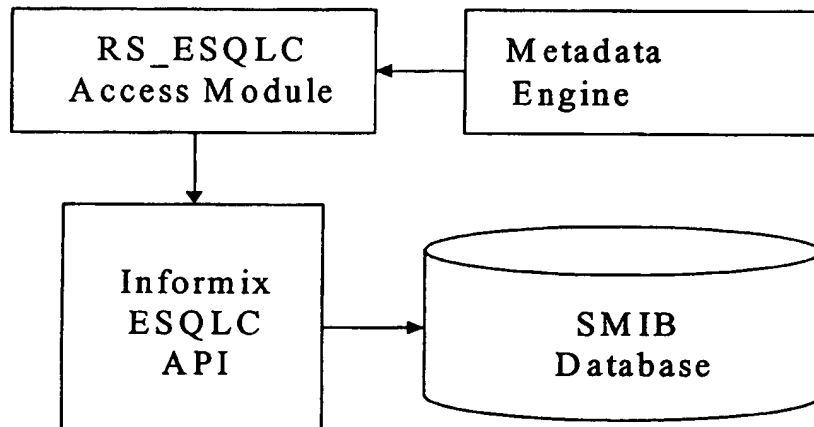 RS_ESQLC
Access Module
Metadata
Engine
Informix
ESQLC
API
SMIB
Database